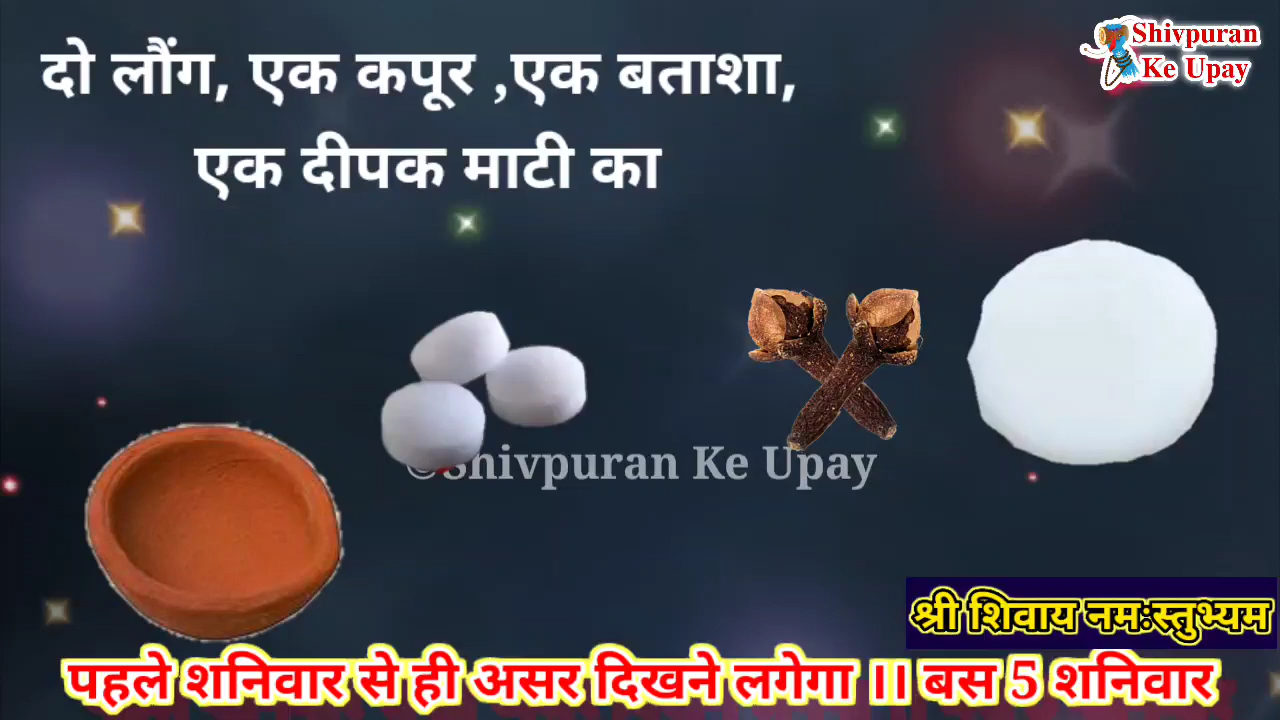 दो लौंग, एक कपूर ,एक बताशा,
एक दीपक माटी का
Shivpuran
Ke Upay
©Shivpuran Ke Upay
श्री शिवाय नमःस्तुभ्यम
पहले शनिवार से ही असर दिखने लगेगा ।। बस 5 शनिवार